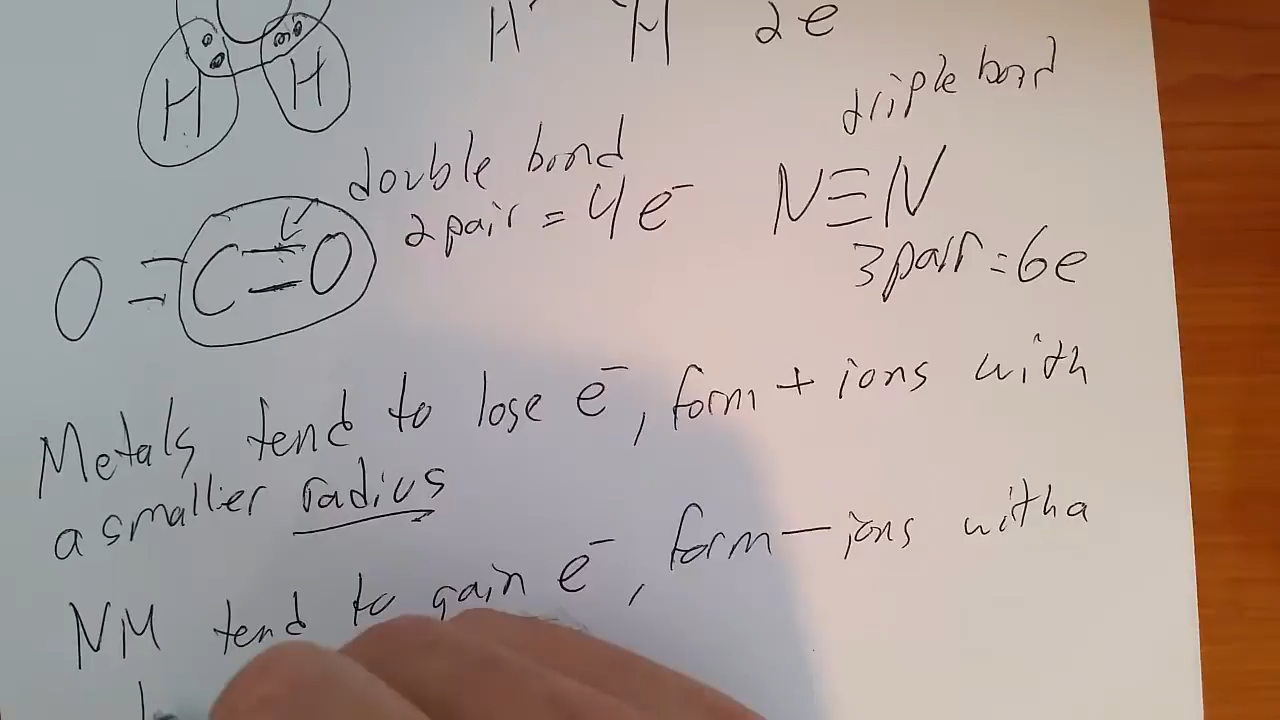 H H 2e
H H
triple bond
double bond
2 pair = 4e⁻
N≡N
3 pair = 6e
O = C = O
Metals tend to lose e⁻, form + ions with
a smaller radius
NM tend to gain e⁻, form — ions with a